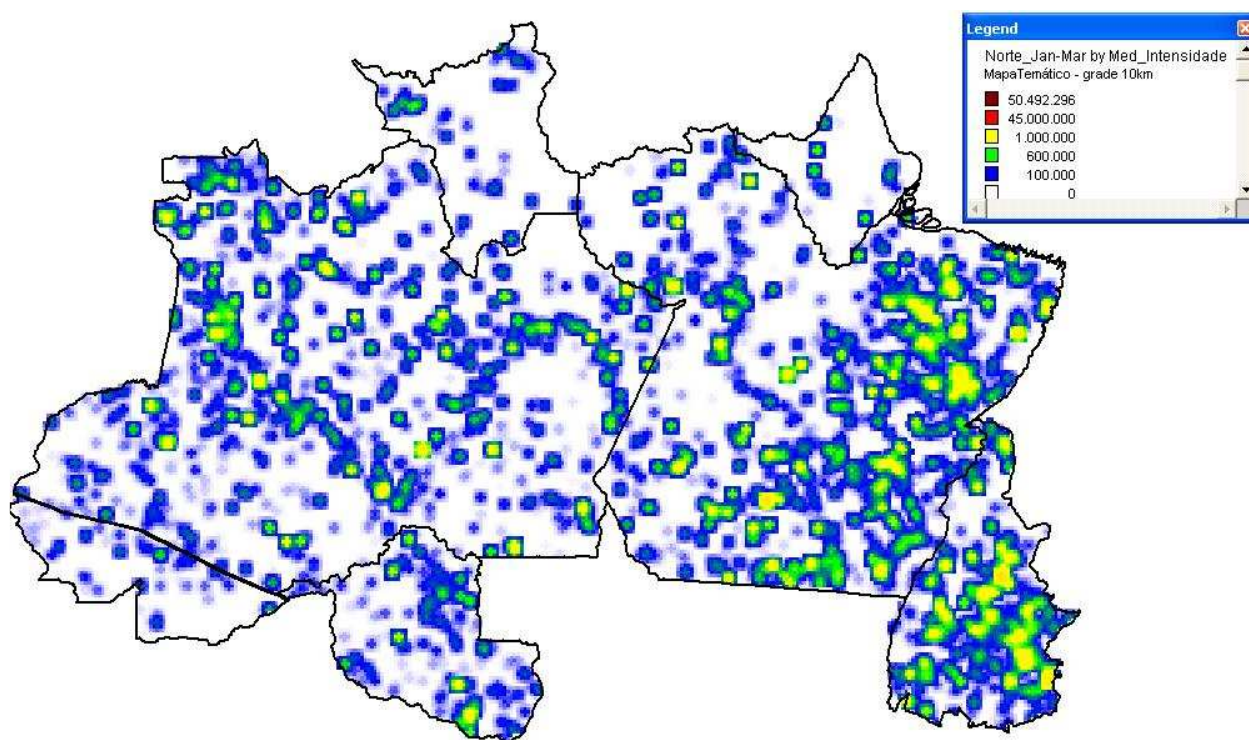 Legend
Norte_Jan-Mar by Med_Intensidade
MapaTemático - grade 10km
50.492.296
45.000.000
1.000.000
600.000
100.000
0